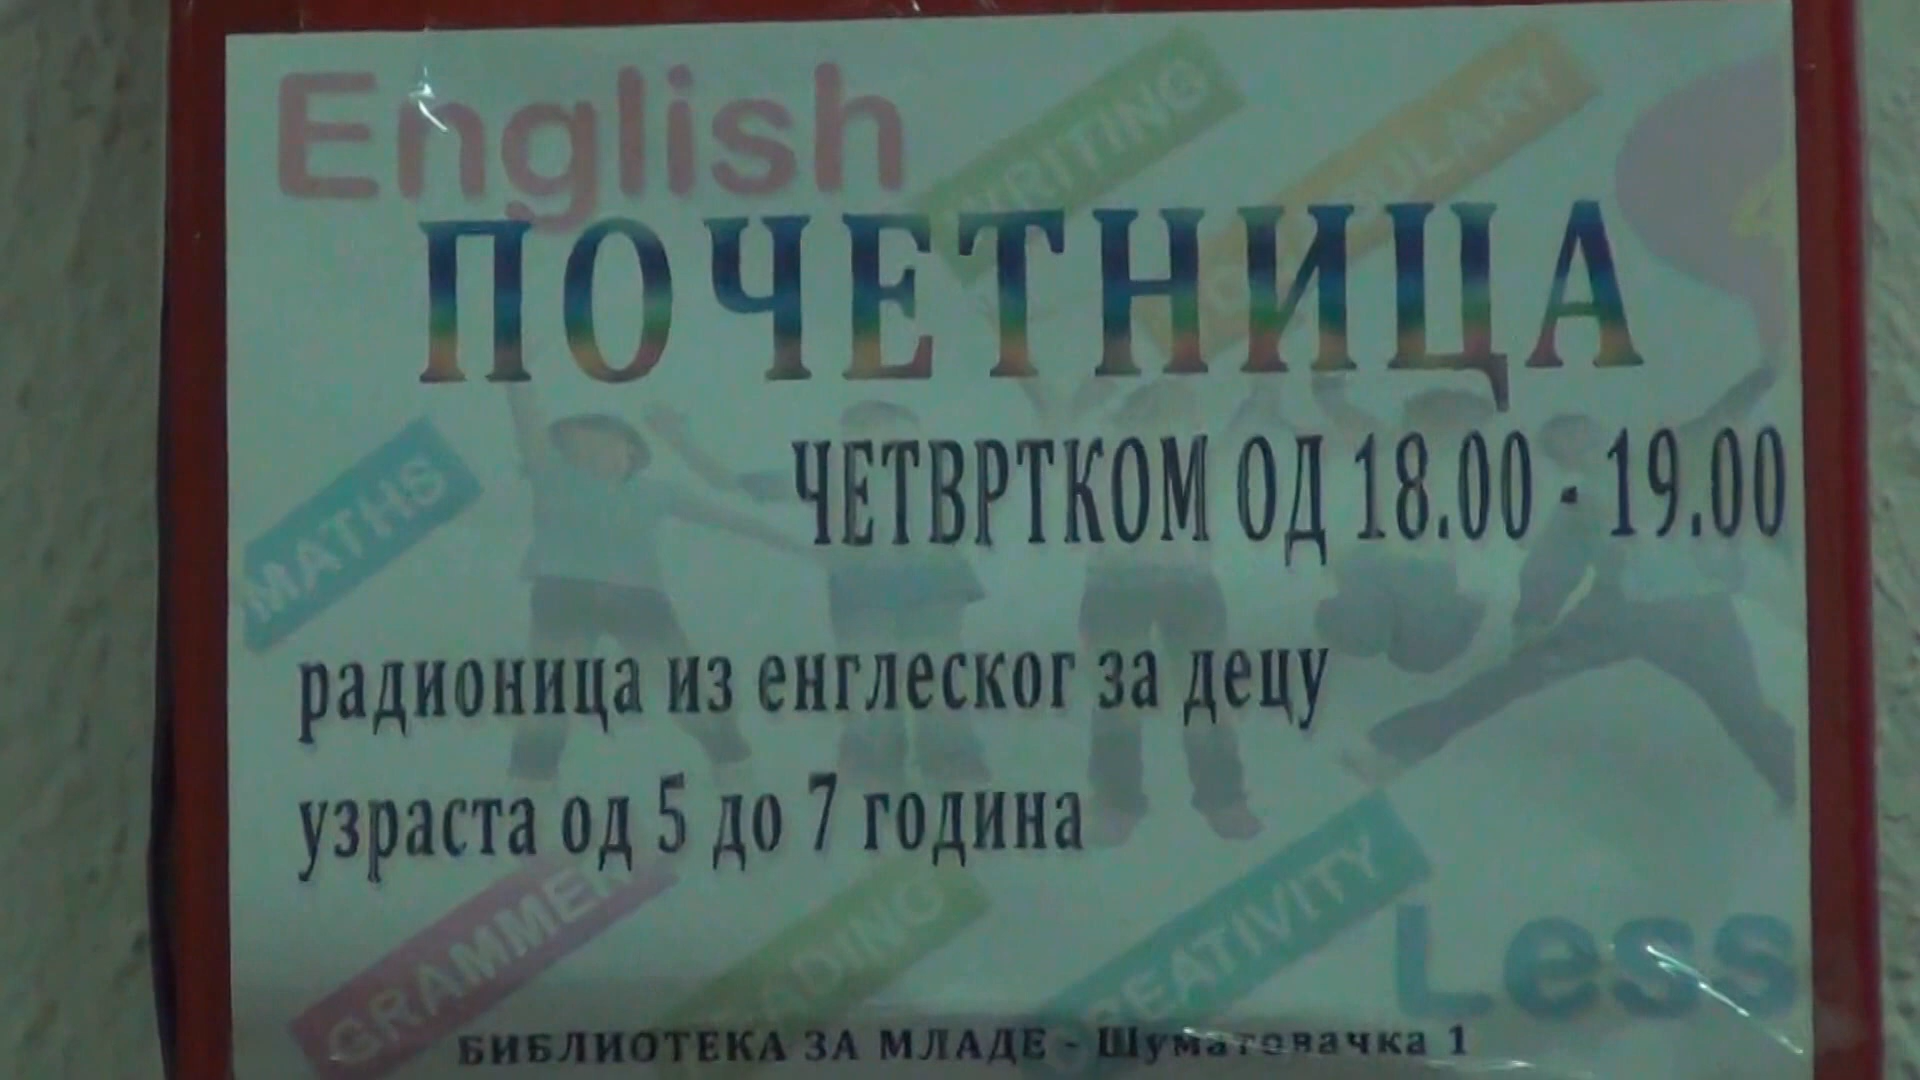 English
WRITING
ПОЧЕТНИЦА
MATHS
ЧЕТВРТКОМ ОД 18.00 - 19.00
радионица из енглеског за децу
узраста од 5 до 7 година
GRAMMER
CREATIVITY
Less
БИБЛИОТЕКА ЗА МЛАДЕ - Шуматовачка 1